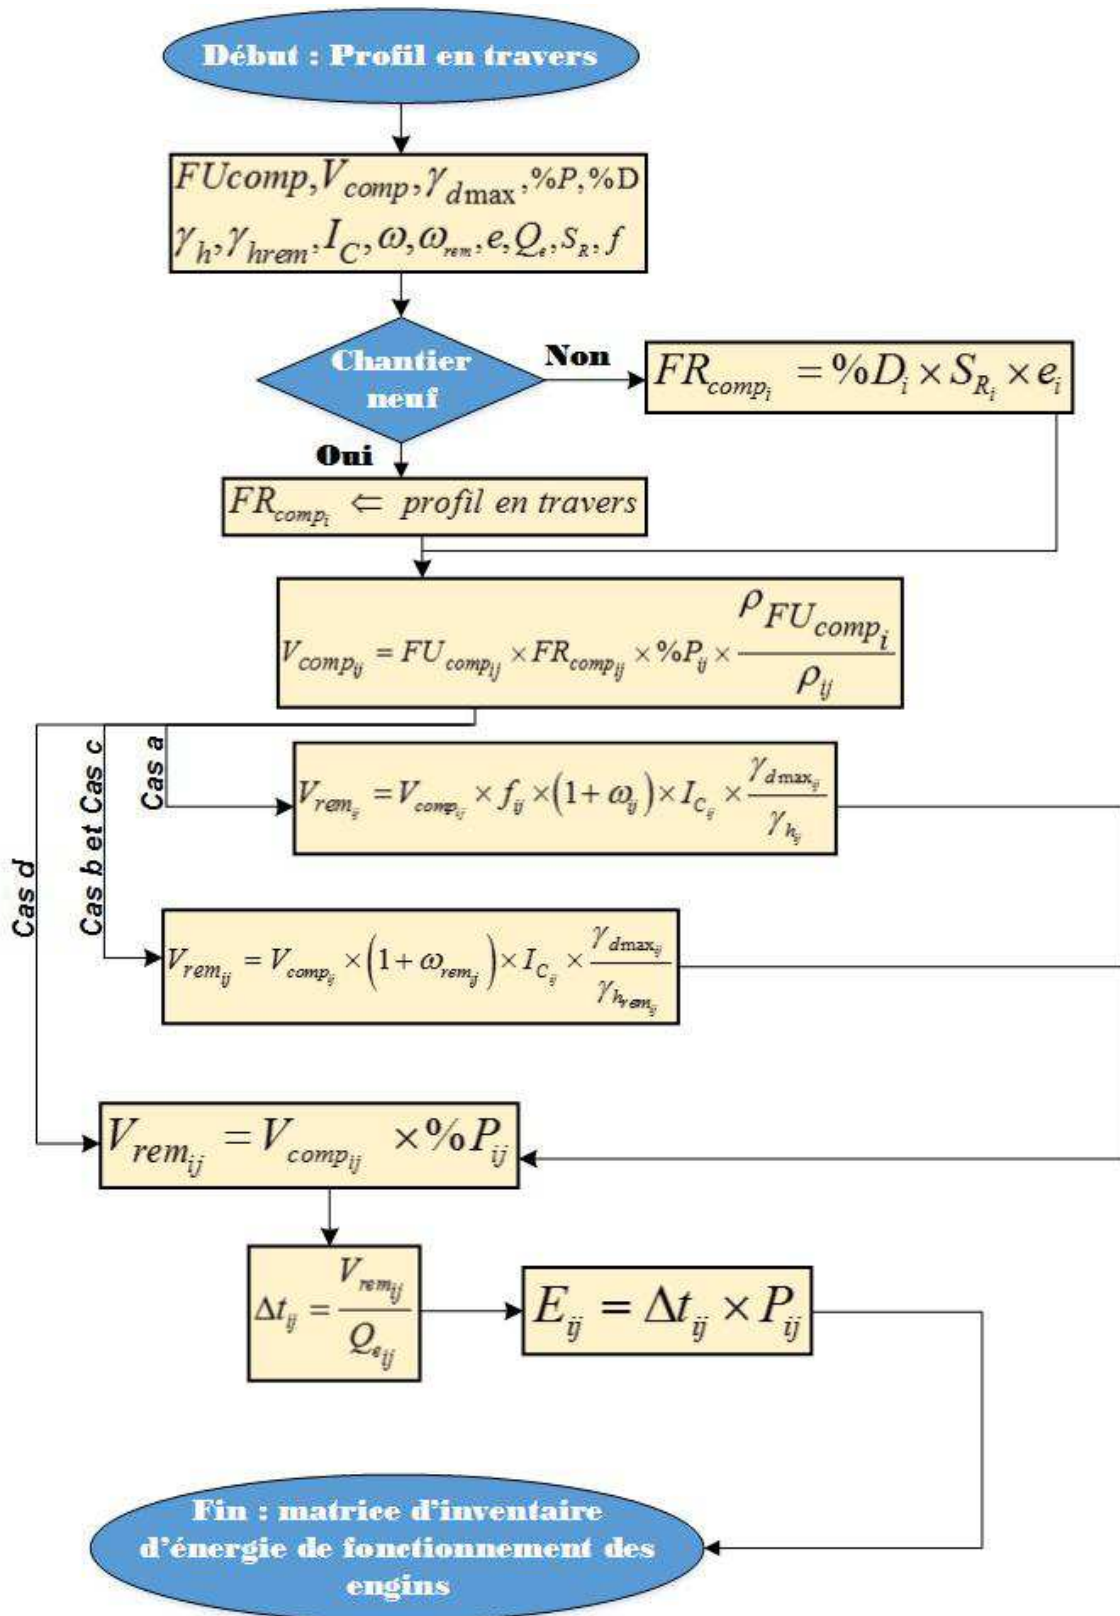 Début : Profil en travers
FUcomp, V_comp, γ_dmax, %P, %D
γ_h, γ_hrem, I_C, ω, ω_rem, e, Q_e, S_R, f
Chantier
neuf
Non
FR_comp_i = %D_i × S_R_i × e_i
Oui
FR_comp_i ⇐ profil en travers
V_comp_ij = FU_comp_ij × FR_comp_ij × %P_ij × ρ_FU_comp_i / ρ_ij
Cas a
V_rem_ij = V_comp_ij × f_ij × (1 + ω_ij) × I_C_ij × γ_dmax_ij / γ_h_ij
Cas b et Cas c
V_rem_ij = V_comp_ij × (1 + ω_rem_ij) × I_C_ij × γ_dmax_ij / γ_h_rem_ij
Cas d
V_rem_ij = V_comp_ij × %P_ij
Δt_ij = V_rem_ij / Q_e_ij
E_ij = Δt_ij × P_ij
Fin : matrice d'inventaire
d'énergie de fonctionnement des
engins